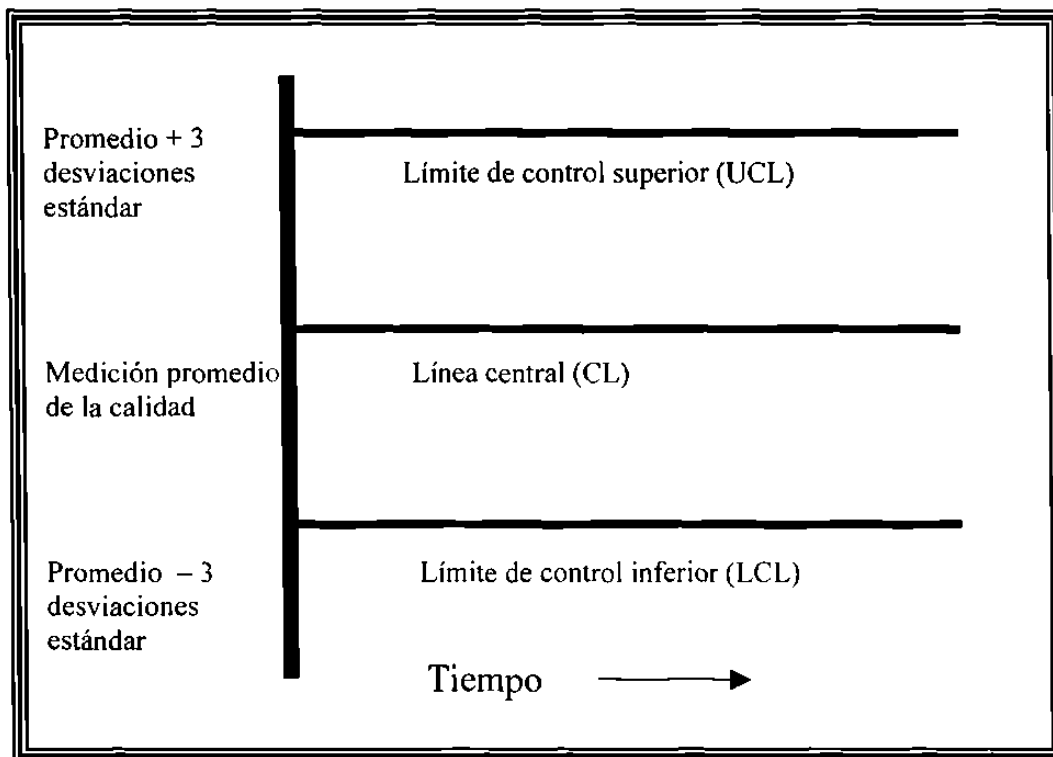 Promedio + 3
desviaciones
estándar
Límite de control superior (UCL)
Medición promedio
de la calidad
Línea central (CL)
Promedio – 3
desviaciones
estándar
Límite de control inferior (LCL)
Tiempo